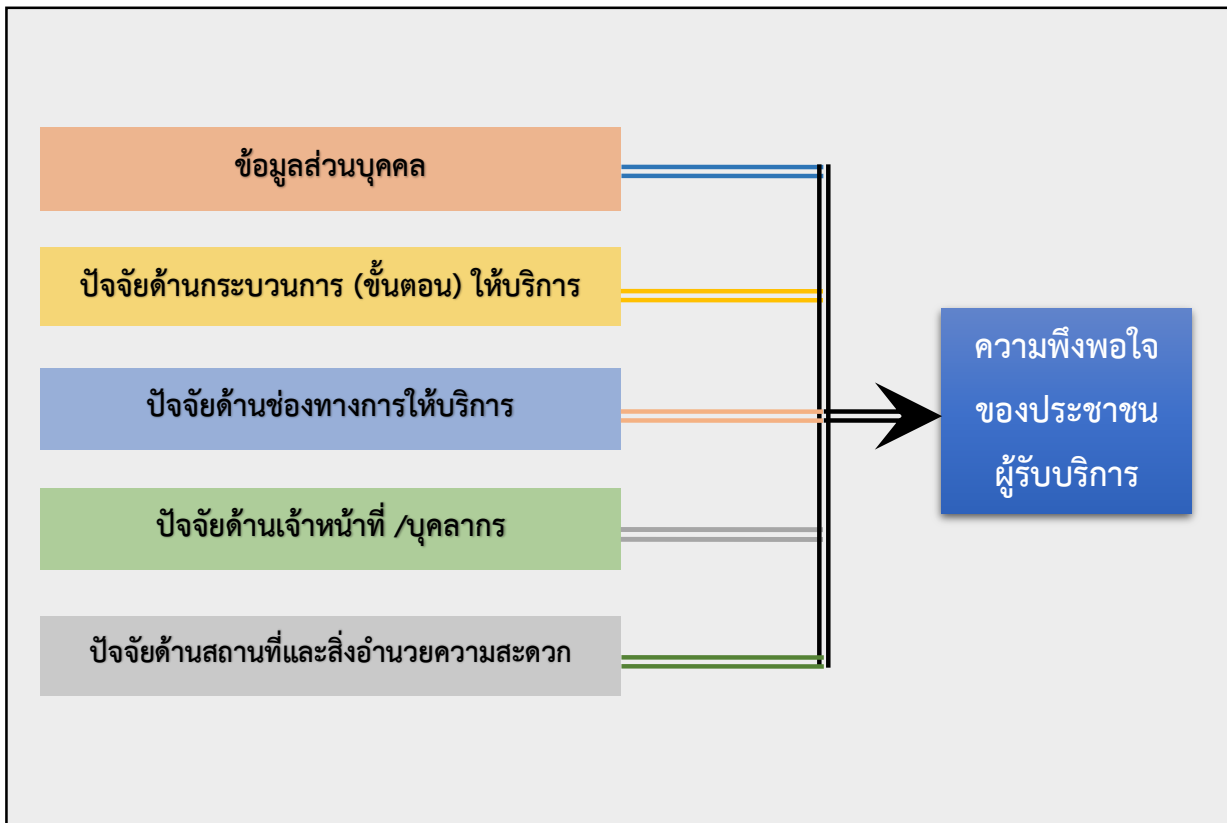 ข้อมูลส่วนบุคคล
ปัจจัยด้านกระบวนการ (ขั้นตอน) ให้บริการ
ปัจจัยด้านช่องทางการให้บริการ
ปัจจัยด้านเจ้าหน้าที่ /บุคลากร
ปัจจัยด้านสถานที่และสิ่งอำนวยความสะดวก
ความพึงพอใจ
ของประชาชน
ผู้รับบริการ